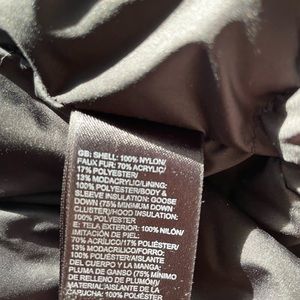 GB: SHELL: 100% NYLON/
FAUX FUR: 70% ACRYLIC/
17% POLYESTER/
13% MODACRYLIC/LINING:
100% POLYESTER/BODY &
SLEEVE INSULATION: GOOSE
DOWN (75% MINIMUM DOWN
CLUSTER)/HOOD INSULATION:
100% POLYESTER
E: TELA EXTERIOR: 100% NILÓN/
IMITACIÓN DE PIEL:
70% ACRÍLICO/17% POLIÉSTER/
13% MODACRÍLICO/FORRO:
100% POLIÉSTER/AISLANTE
DEL CUERPO Y LA MANGA:
PLUMA DE GANSO (75% MÍNIMO
DE RELLENO DE PLUMÓN)/
MATERIAL AISLANTE DE LA
CAPUCHA: 100% POLIÉSTER